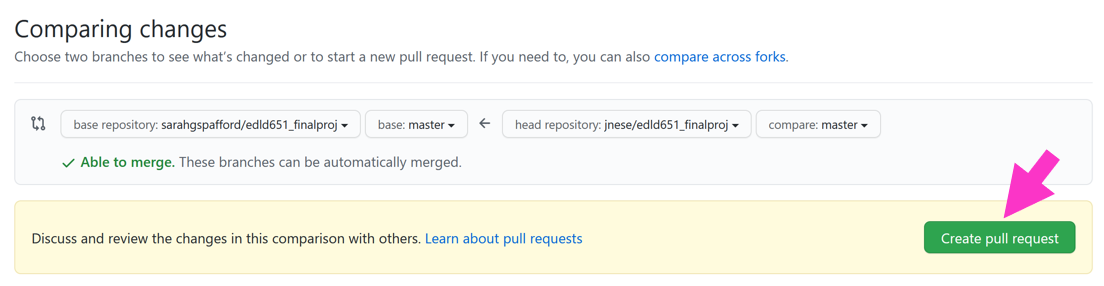 Comparing changes
Choose two branches to see what's changed or to start a new pull request. If you need to, you can also compare across forks.
base repository: sarahgspafford/edld651_finalproj base: master head repository: jnese/edld651_finalproj compare: master
Able to merge. These branches can be automatically merged.
Discuss and review the changes in this comparison with others. Learn about pull requests Create pull request